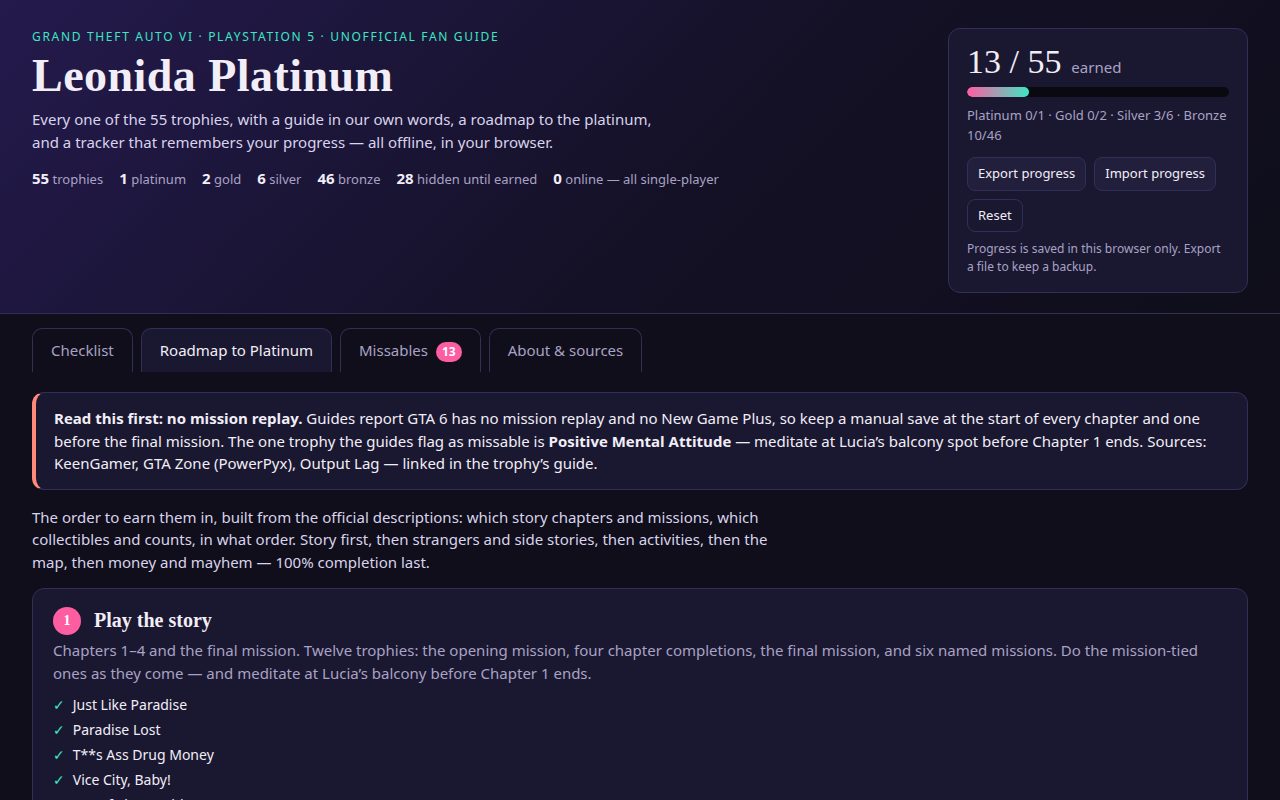 GRAND THEFT AUTO VI · PLAYSTATION 5 · UNOFFICIAL FAN GUIDE
Leonida Platinum
Every one of the 55 trophies, with a guide in our own words, a roadmap to the platinum,
and a tracker that remembers your progress — all offline, in your browser.
55 trophies 1 platinum 2 gold 6 silver 46 bronze 28 hidden until earned 0 online — all single-player
13 / 55 earned
Platinum 0/1 · Gold 0/2 · Silver 3/6 · Bronze
10/46
Export progress Import progress
Reset
Progress is saved in this browser only. Export
a file to keep a backup.
Checklist Roadmap to Platinum Missables 13 About & sources
Read this first: no mission replay. Guides report GTA 6 has no mission replay and no New Game Plus, so keep a manual save at the start of every chapter and one
before the final mission. The one trophy the guides flag as missable is Positive Mental Attitude — meditate at Lucia’s balcony spot before Chapter 1 ends. Sources:
KeenGamer, GTA Zone (PowerPyx), Output Lag — linked in the trophy’s guide.
The order to earn them in, built from the official descriptions: which story chapters and missions, which
collectibles and counts, in what order. Story first, then strangers and side stories, then activities, then the
map, then money and mayhem — 100% completion last.
1 Play the story
Chapters 1–4 and the final mission. Twelve trophies: the opening mission, four chapter completions, the final mission, and six named missions. Do the mission-tied
ones as they come — and meditate at Lucia’s balcony before Chapter 1 ends.
✓ Just Like Paradise
✓ Paradise Lost
✓ T**s Ass Drug Money
✓ Vice City, Baby!